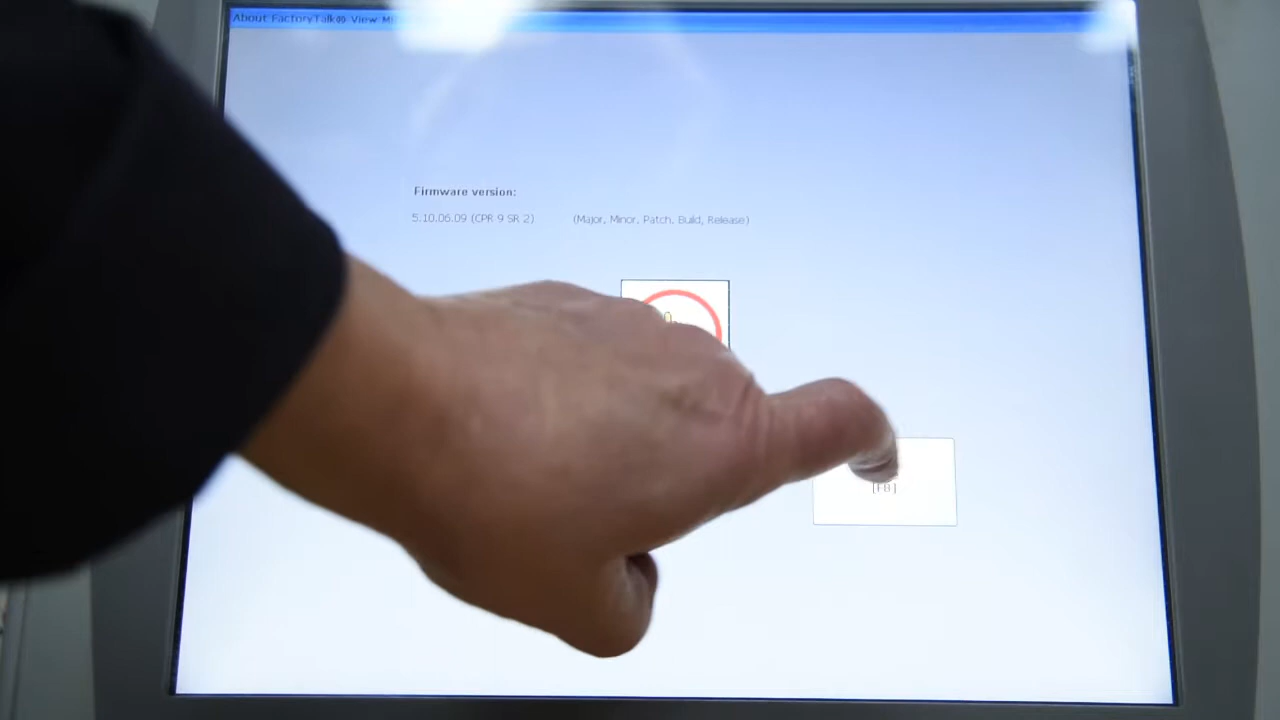 About FactoryTalk® View
Firmware version:
5.10.06.09 (CPR 9 SR 2) (Major, Minor, Patch, Build, Release)
[F8]